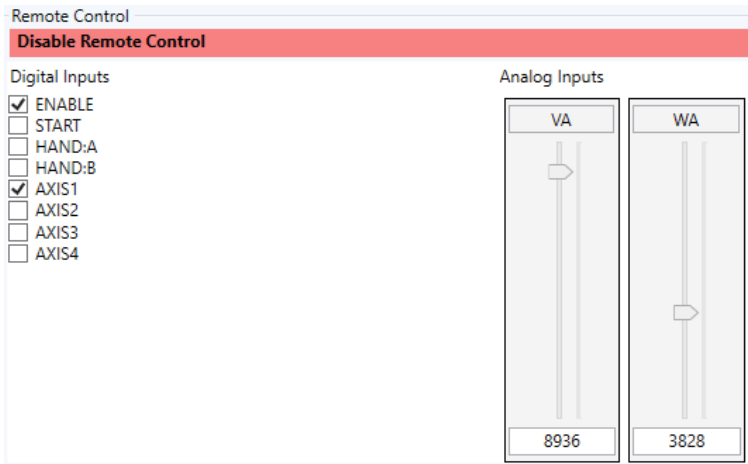 Remote Control
Disable Remote Control
Digital Inputs
ENABLE
START
HAND:A
HAND:B
AXIS1
AXIS2
AXIS3
AXIS4
Analog Inputs
VA
WA
8936
3828